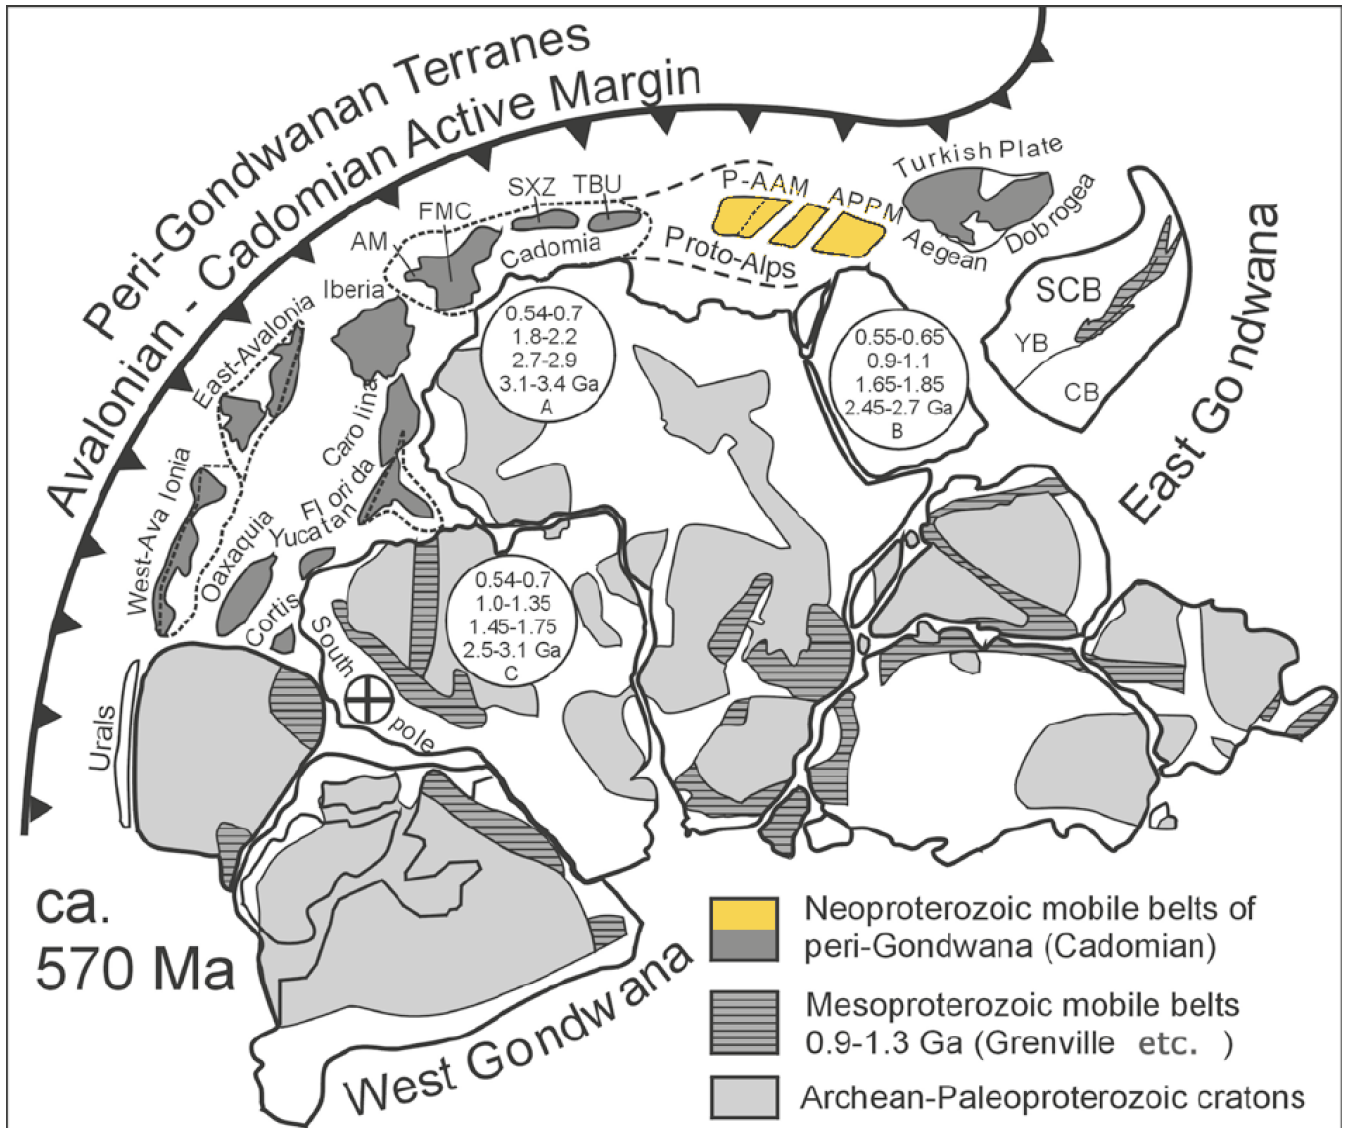 Peri-Gondwanan Terranes
Avalonian - Cadomian Active Margin
Turkish Plate
P-AAM
APPM
SXZ
TBU
FMC
AM
Cadomia
Proto-Alps
Aegean
Dobrogea
Iberia
East-Avalonia
SCB
YB
CB
East Gondwana
0.54-0.7
1.8-2.2
2.7-2.9
3.1-3.4 Ga
A
0.55-0.65
0.9-1.1
1.65-1.85
2.45-2.7 Ga
B
Carolina
Florida
Yucatan
West-Ava lonia
Oaxaqula
Cortis
0.54-0.7
1.0-1.35
1.45-1.75
2.5-3.1 Ga
C
South
pole
Urals
ca.
570 Ma
West Gondwana
Neoproterozoic mobile belts of
peri-Gondwana (Cadomian)
Mesoproterozoic mobile belts
0.9-1.3 Ga (Grenville etc. )
Archean-Paleoproterozoic cratons